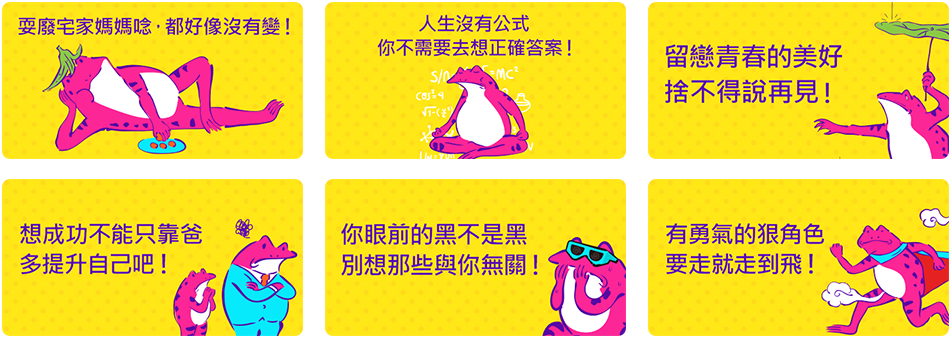 耍廢宅家媽媽唸，都好像沒有變！
人生沒有公式
你不需要去想正確答案！
留戀青春的美好
捨不得說再見！
想成功不能只靠爸
多提升自己吧！
你眼前的黑不是黑
別想那些與你無關！
有勇氣的狠角色
要走就走到飛！